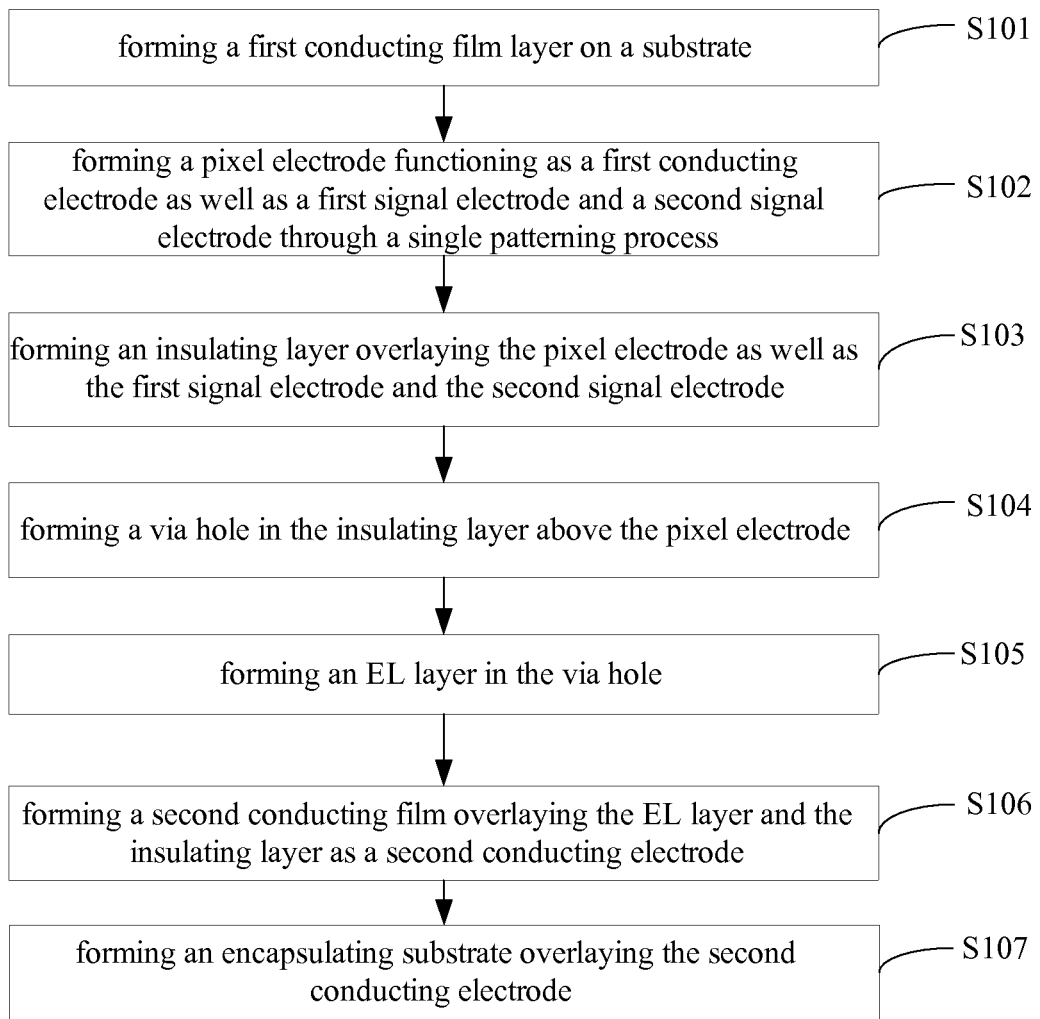 forming a first conducting film layer on a substrate
S101
forming a pixel electrode functioning as a first conducting
electrode as well as a first signal electrode and a second signal
electrode through a single patterning process
S102
forming an insulating layer overlaying the pixel electrode as well as
the first signal electrode and the second signal electrode
S103
forming a via hole in the insulating layer above the pixel electrode
S104
forming an EL layer in the via hole
S105
forming a second conducting film overlaying the EL layer and the
insulating layer as a second conducting electrode
S106
forming an encapsulating substrate overlaying the second
conducting electrode
S107